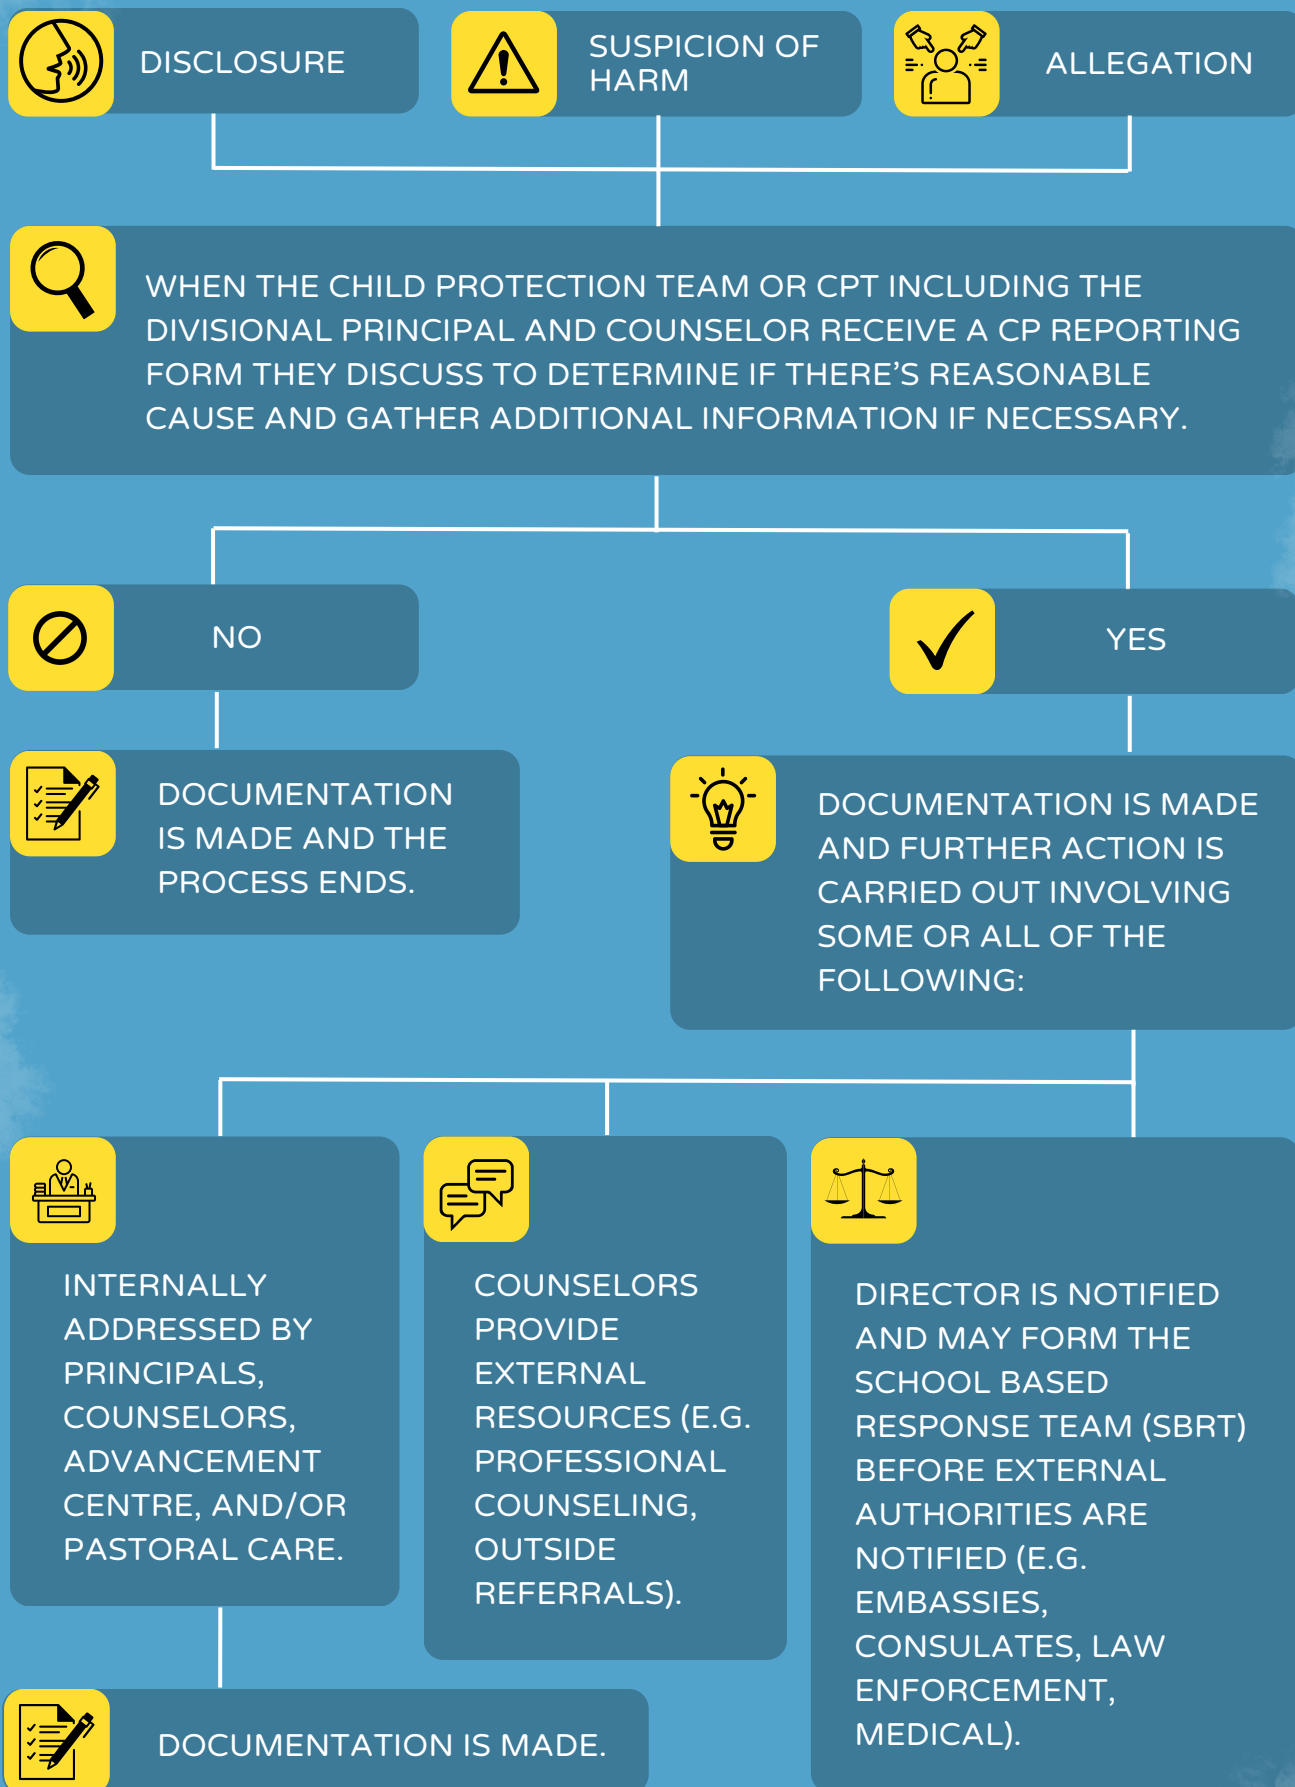 DISCLOSURE
SUSPICION OF
HARM
ALLEGATION
WHEN THE CHILD PROTECTION TEAM OR CPT INCLUDING THE
DIVISIONAL PRINCIPAL AND COUNSELOR RECEIVE A CP REPORTING
FORM THEY DISCUSS TO DETERMINE IF THERE'S REASONABLE
CAUSE AND GATHER ADDITIONAL INFORMATION IF NECESSARY.
NO
YES
DOCUMENTATION
IS MADE AND THE
PROCESS ENDS.
DOCUMENTATION IS MADE
AND FURTHER ACTION IS
CARRIED OUT INVOLVING
SOME OR ALL OF THE
FOLLOWING:
INTERNALLY
ADDRESSED BY
PRINCIPALS,
COUNSELORS,
ADVANCEMENT
CENTRE, AND/OR
PASTORAL CARE.
COUNSELORS
PROVIDE
EXTERNAL
RESOURCES (E.G.
PROFESSIONAL
COUNSELING,
OUTSIDE
REFERRALS).
DIRECTOR IS NOTIFIED
AND MAY FORM THE
SCHOOL BASED
RESPONSE TEAM (SBRT)
BEFORE EXTERNAL
AUTHORITIES ARE
NOTIFIED (E.G.
EMBASSIES,
CONSULATES, LAW
ENFORCEMENT,
MEDICAL).
DOCUMENTATION IS MADE.